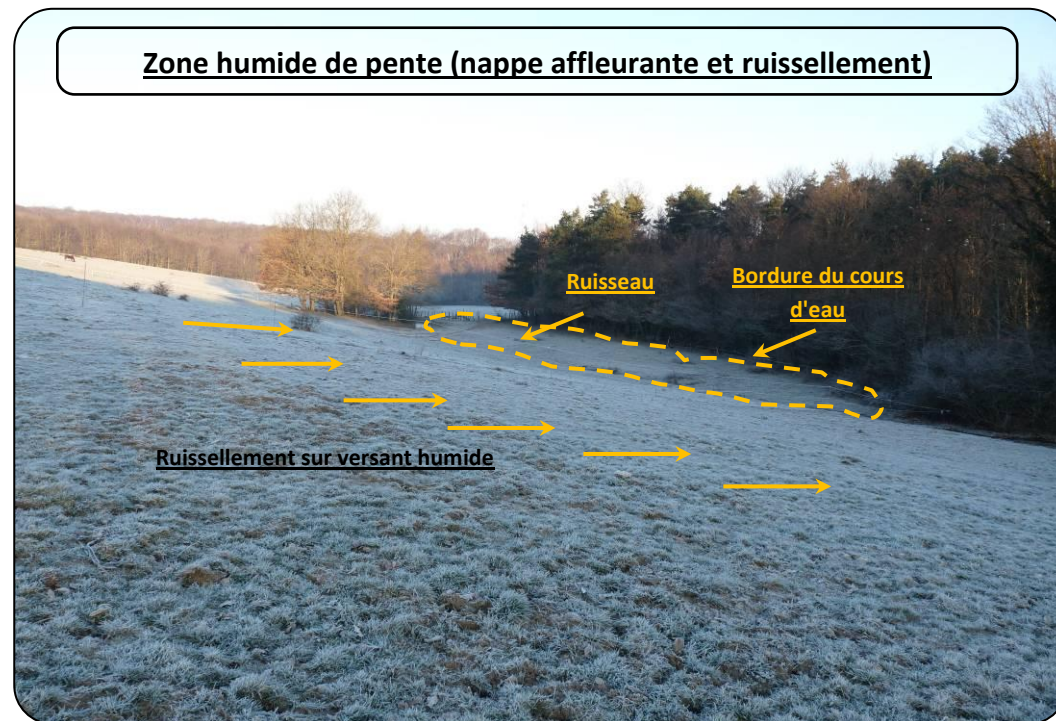 Zone humide de pente (nappe affleurante et ruissellement)
Ruisseau
Bordure du cours
d'eau
Ruissellement sur versant humide